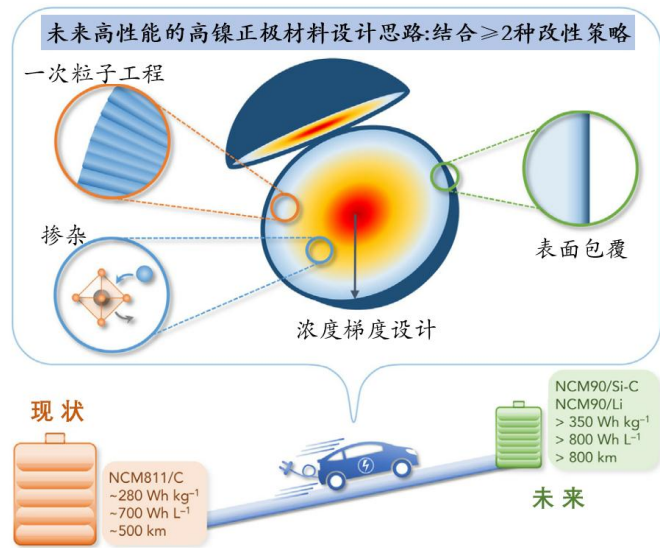 未来高性能的高镍正极材料设计思路:结合≥2种改性策略
一次粒子工程
掺杂
表面包覆
浓度梯度设计
现状
NCM811/C
~280 Wh kg⁻¹
~700 Wh L⁻¹
~500 km
NCM90/Si-C
NCM90/Li
> 350 Wh kg⁻¹
> 800 Wh L⁻¹
> 800 km
未来